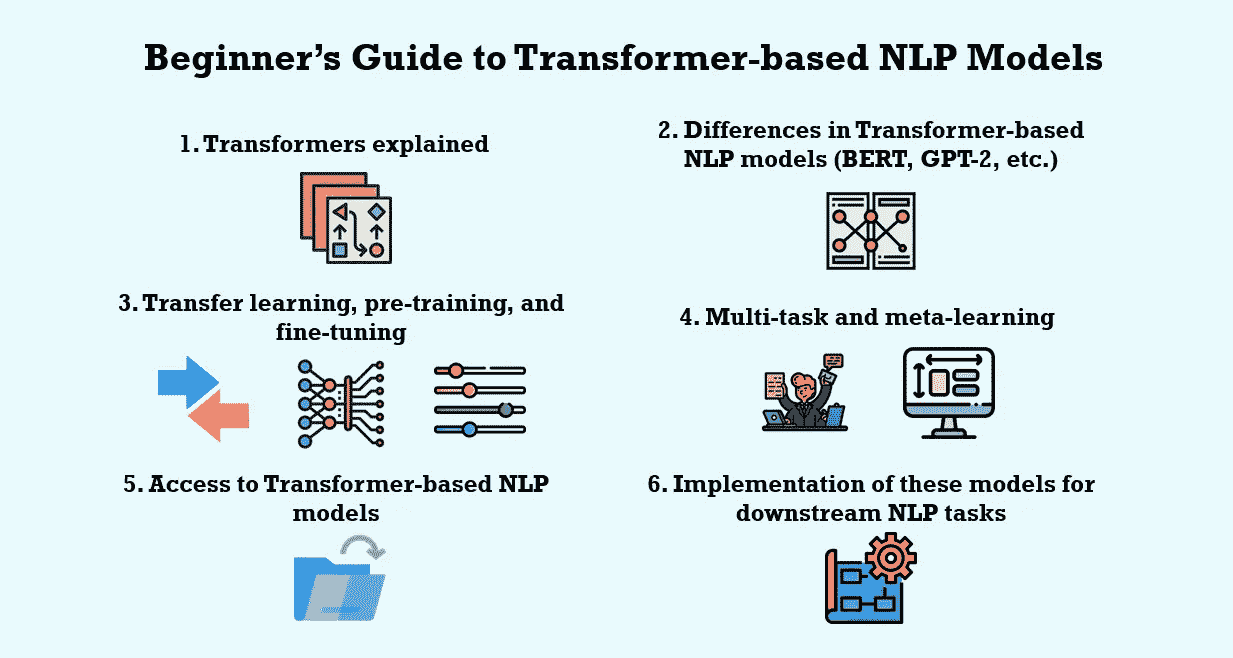 Beginner's Guide to Transformer-based NLP Models
1. Transformers explained
2. Differences in Transformer-based
NLP models (BERT, GPT-2, etc.)
3. Transfer learning, pre-training, and
fine-tuning
4. Multi-task and meta-learning
5. Access to Transformer-based NLP
models
6. Implementation of these models for
downstream NLP tasks